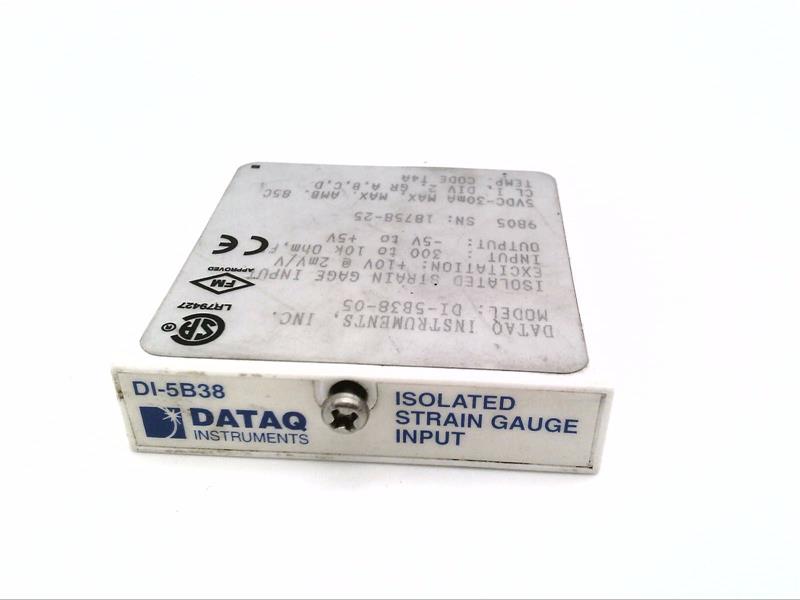 DATAQ INSTRUMENTS, INC.
MODEL: DI-5B38-05
ISOLATED STRAIN GAGE INPUT
EXCITATION: +10V @ 2mV/V
INPUT : 300 to 10k Ohm,F
OUTPUT: -5V to +5V
9805 SN: 18758-25
5VDC-30mA MAX. MAX AMB. 85C
CL I, DIV 2, GR A,B,C,D
TEMP. CODE T4A
SA ®
LR79427
FM
APPROVED
CE
DI-5B38
DATAQ
INSTRUMENTS
ISOLATED
STRAIN GAUGE
INPUT